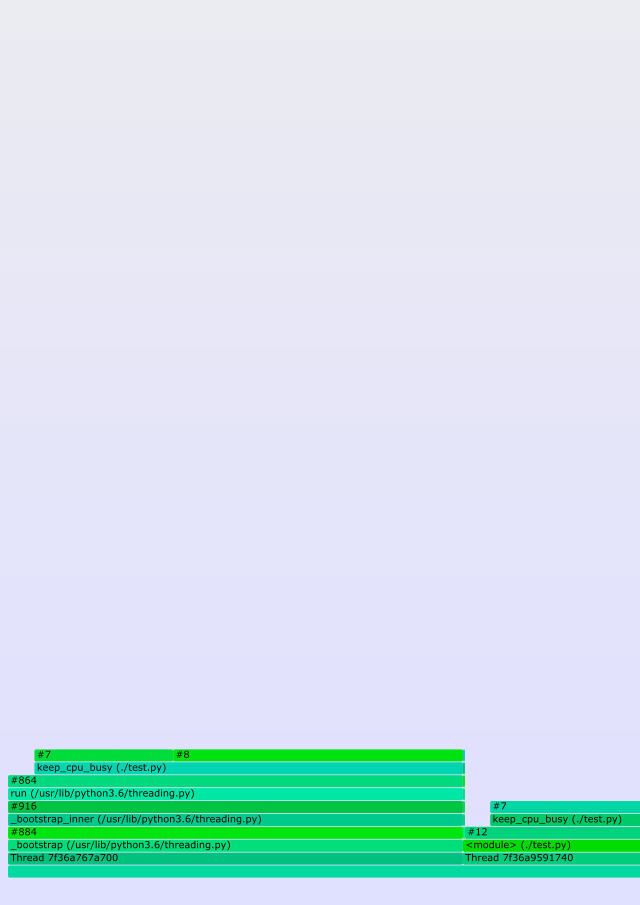 #7 #8
keep_cpu_busy (./test.py)
#864
run (/usr/lib/python3.6/threading.py)
#916 #7
_bootstrap_inner (/usr/lib/python3.6/threading.py) keep_cpu_busy (./test.py)
#884 #12
_bootstrap (/usr/lib/python3.6/threading.py) <module> (./test.py)
Thread 7f36a767a700 Thread 7f36a9591740